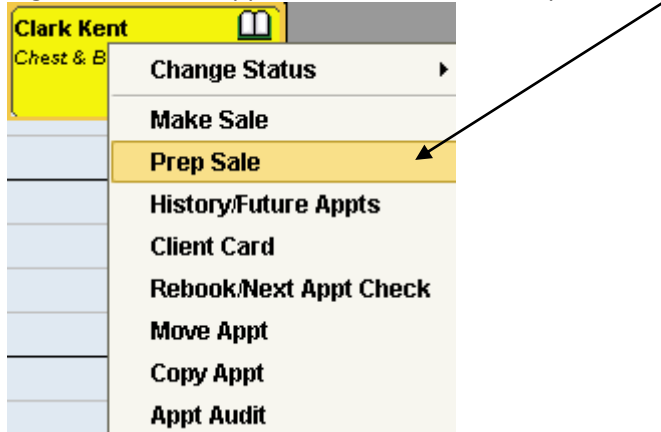 Clark Kent
Chest & B
Change Status
Make Sale
Prep Sale
History/Future Appts
Client Card
Rebook/Next Appt Check
Move Appt
Copy Appt
Appt Audit